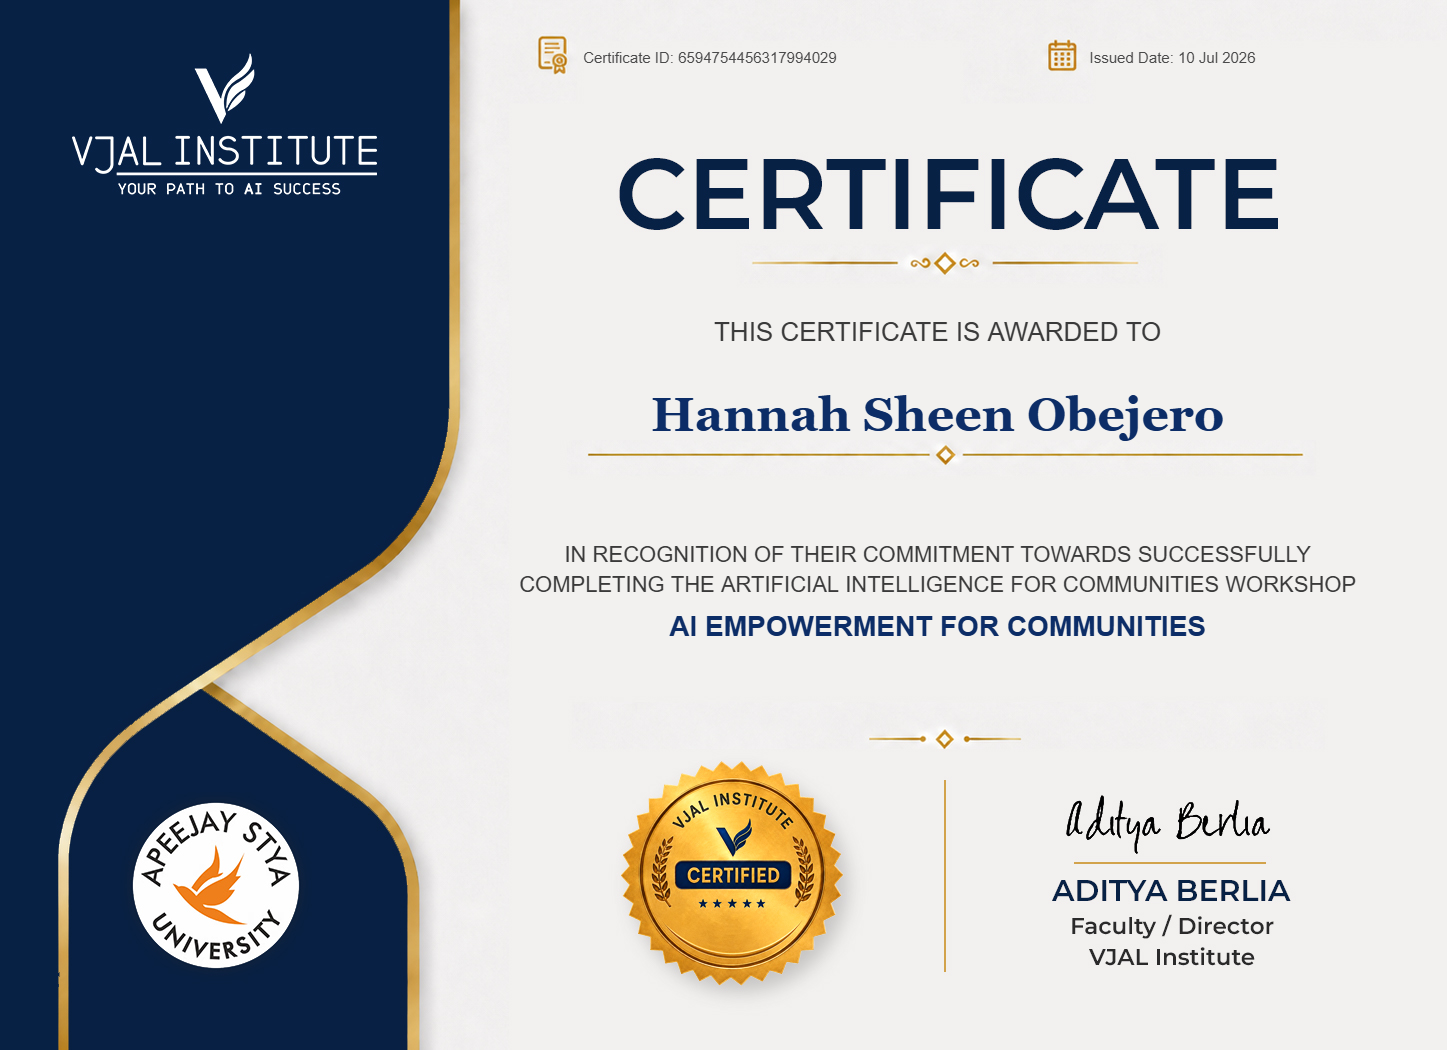 VJAL INSTITUTE
YOUR PATH TO AI SUCCESS
Certificate ID: 6594754456317994029
Issued Date: 10 Jul 2026
CERTIFICATE
THIS CERTIFICATE IS AWARDED TO
Hannah Sheen Obejero
IN RECOGNITION OF THEIR COMMITMENT TOWARDS SUCCESSFULLY
COMPLETING THE ARTIFICIAL INTELLIGENCE FOR COMMUNITIES WORKSHOP
AI EMPOWERMENT FOR COMMUNITIES
APEEJAY STYA
UNIVERSITY
VJAL INSTITUTE
CERTIFIED
Aditya Berlia
ADITYA BERLIA
Faculty / Director
VJAL Institute